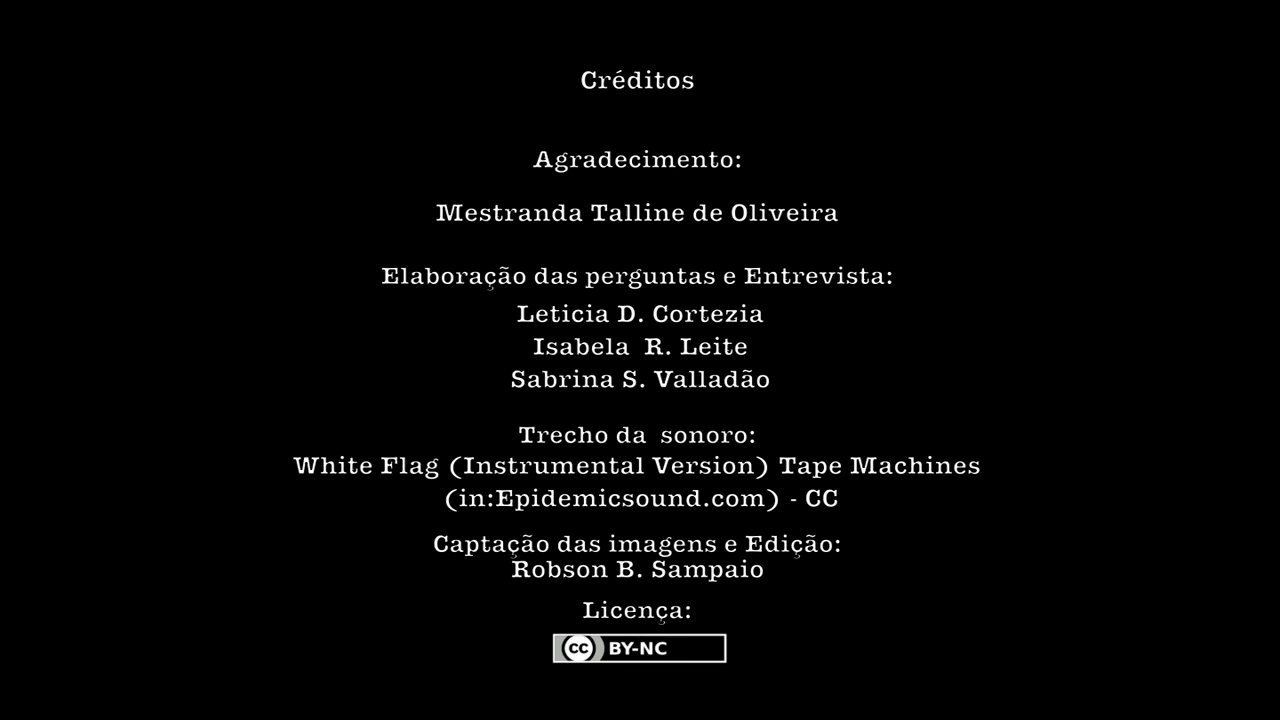 Créditos
Agradecimento:
Mestranda Talline de Oliveira
Elaboração das perguntas e Entrevista:
Leticia D. Cortezia
Isabela R. Leite
Sabrina S. Valladão
Trecho da sonoro:
White Flag (Instrumental Version) Tape Machines
(in:Epidemicsound.com) - CC
Captação das imagens e Edição:
Robson B. Sampaio
Licença:
CC BY-NC